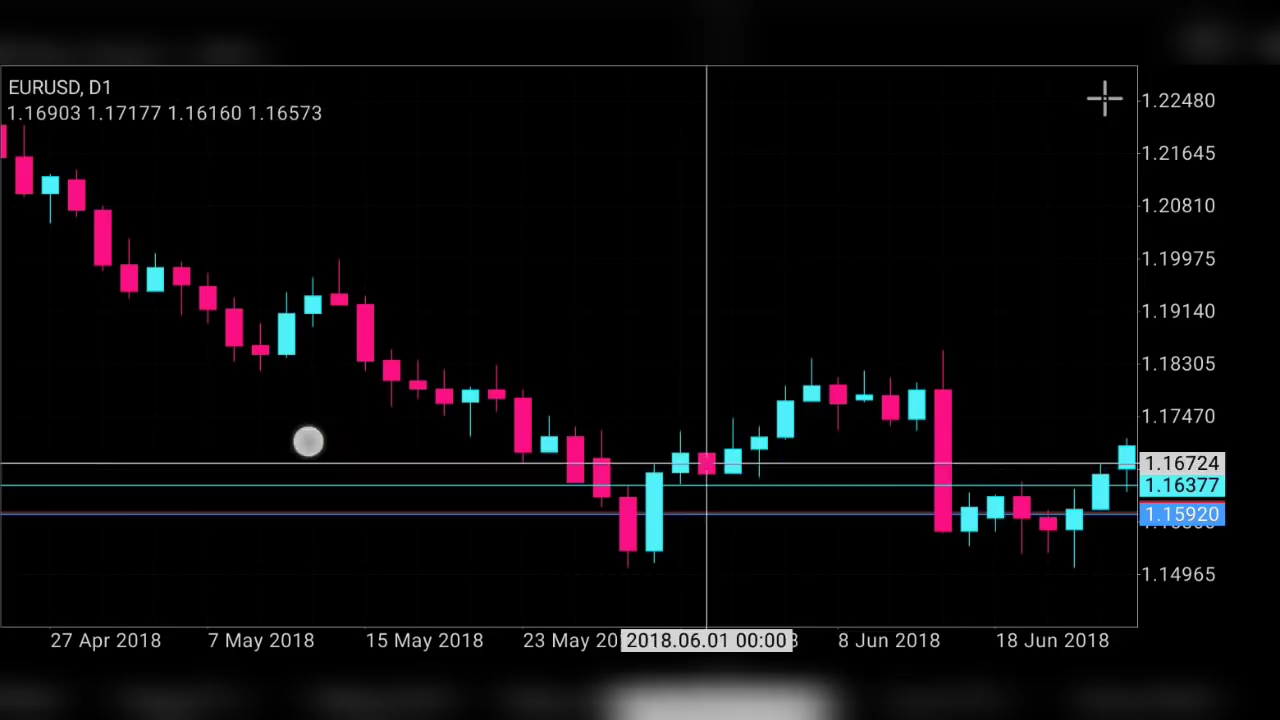 EURUSD, D1
1.16903 1.17177 1.16160 1.16573
1.22480
1.21645
1.20810
1.19975
1.19140
1.18305
1.17470
1.16724
1.16377
1.15920
1.14965
27 Apr 2018
7 May 2018
15 May 2018
23 May 20
2018.06.01 00:00
8 Jun 2018
18 Jun 2018